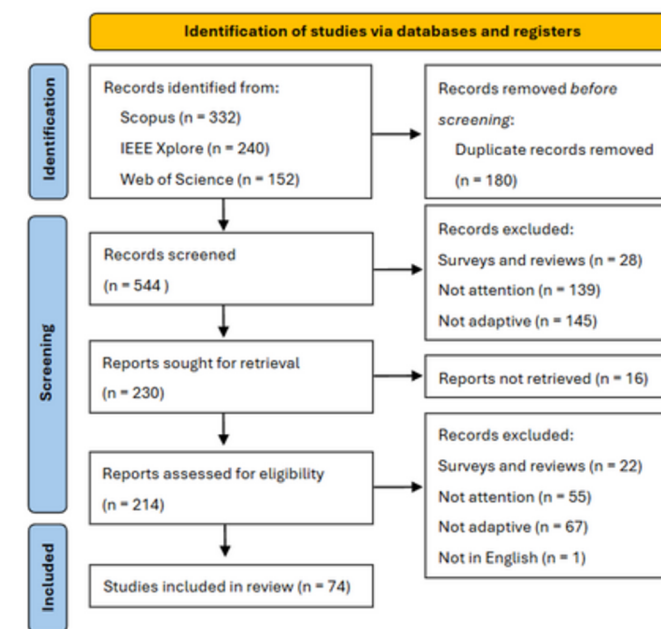 Identification of studies via databases and registers
Identification
Records identified from:
Scopus (n = 332)
IEEE Xplore (n = 240)
Web of Science (n = 152)
Records removed before
screening:
Duplicate records removed
(n = 180)
Screening
Records screened
(n = 544 )
Records excluded:
Surveys and reviews (n = 28)
Not attention (n = 139)
Not adaptive (n = 145)
Reports sought for retrieval
(n = 230)
Reports not retrieved (n = 16)
Reports assessed for eligibility
(n = 214)
Records excluded:
Surveys and reviews (n = 22)
Not attention (n = 55)
Not adaptive (n = 67)
Not in English (n = 1)
Included
Studies included in review (n = 74)